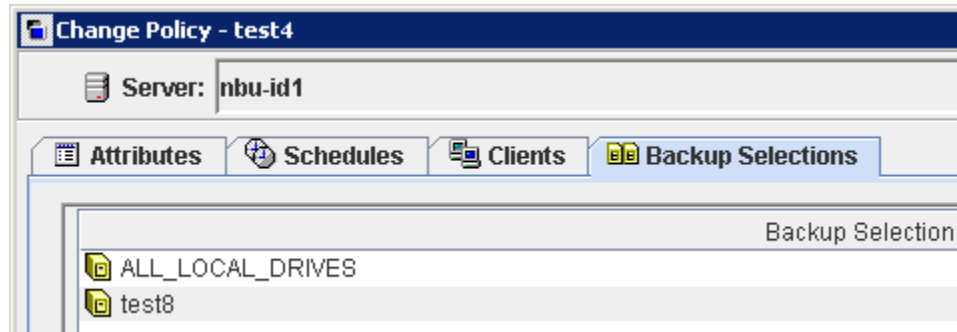 Change Policy - test4
Server: nbu-id1
Attributes Schedules Clients Backup Selections
Backup Selection
ALL_LOCAL_DRIVES
test8